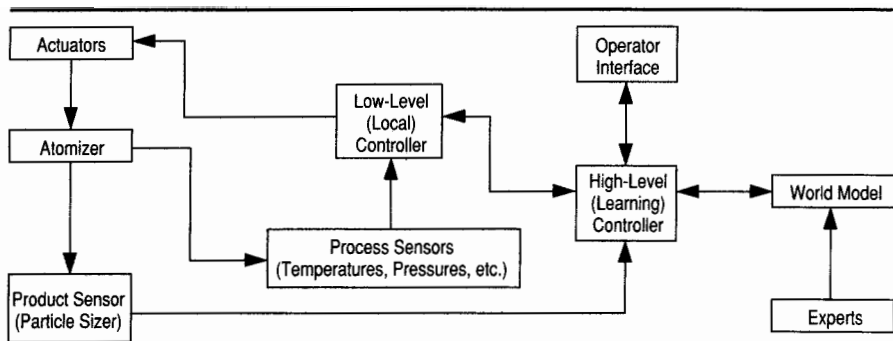 Actuators
Operator
Interface
Low-Level
(Local)
Controller
Atomizer
High-Level
(Learning)
Controller
World Model
Process Sensors
(Temperatures, Pressures, etc.)
Product Sensor
(Particle Sizer)
Experts